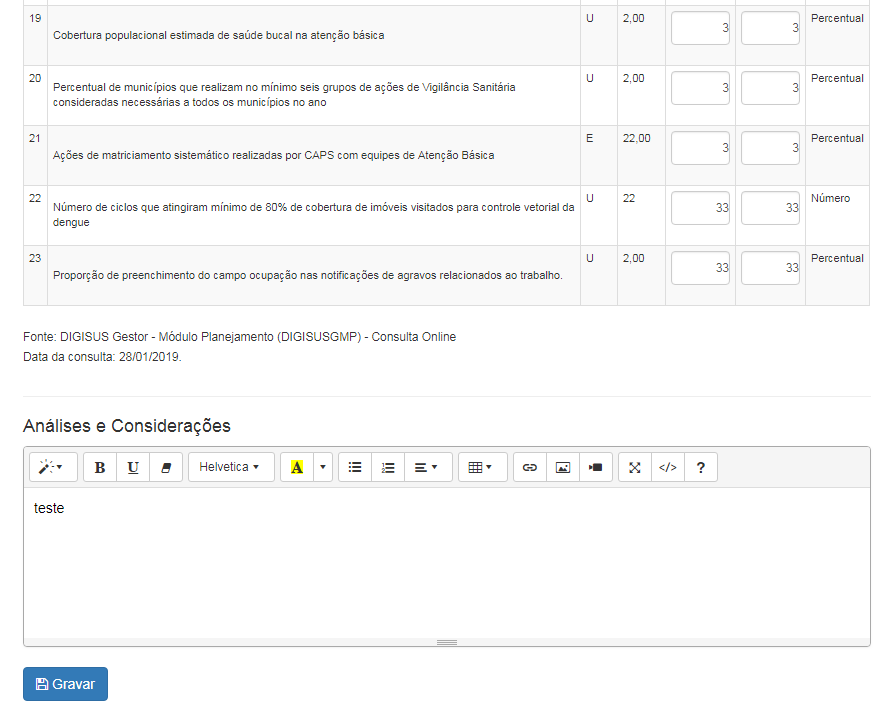 19 Cobertura populacional estimada de saúde bucal na atenção básica U 2,00 3 3 Percentual
20 Percentual de municípios que realizam no mínimo seis grupos de ações de Vigilância Sanitária U 2,00 3 3 Percentual
consideradas necessárias a todos os municípios no ano
21 Ações de matriciamento sistemático realizadas por CAPS com equipes de Atenção Básica E 22,00 3 3 Percentual
22 Número de ciclos que atingiram mínimo de 80% de cobertura de imóveis visitados para controle vetorial da U 22 33 33 Número
dengue
23 Proporção de preenchimento do campo ocupação nas notificações de agravos relacionados ao trabalho. U 2,00 33 33 Percentual
Fonte: DIGISUS Gestor - Módulo Planejamento (DIGISUSGMP) - Consulta Online
Data da consulta: 28/01/2019.
Análises e Considerações
B U Helvetica A </> ?
teste
Gravar